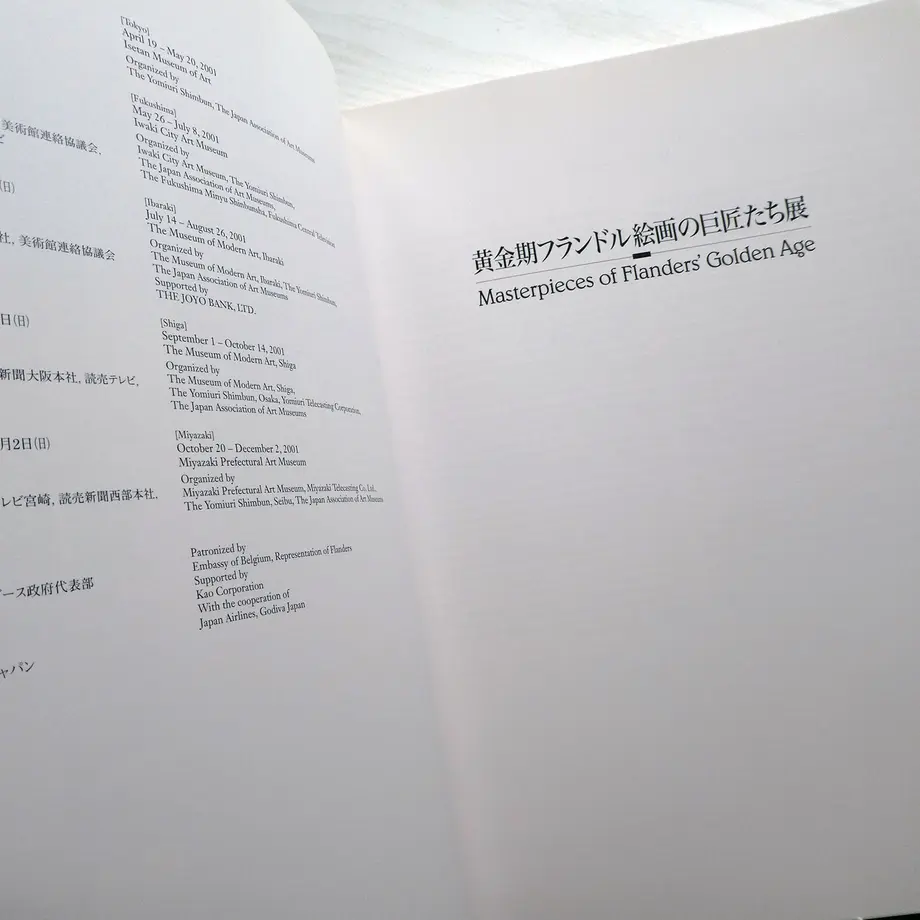 美術館連絡協議会,
ビ
(日)
社, 美術館連絡協議会
日(日)
新聞大阪本社, 読売テレビ,
月2日(日)
レビ宮崎, 読売新聞西部本社,
ース政府代表部
ャパン
[Tokyo]
April 19 – May 20, 2001
Isetan Museum of Art
Organized by
The Yomiuri Shimbun, The Japan Association of Art Museums
[Fukushima]
May 26 – July 8, 2001
Iwaki City Art Museum
Organized by
Iwaki City Art Museum, The Yomiuri Shimbun,
The Japan Association of Art Museums,
The Fukushima Minyu Shinbunsha, Fukushima Central Television
[Ibaraki]
July 14 – August 26, 2001
The Museum of Modern Art, Ibaraki
Organized by
The Museum of Modern Art, Ibaraki, The Yomiuri Shimbun,
The Japan Association of Art Museums
Supported by
THE JOYO BANK, LTD.
[Shiga]
September 1 – October 14, 2001
The Museum of Modern Art, Shiga
Organized by
The Museum of Modern Art, Shiga,
The Yomiuri Shimbun, Osaka, Yomiuri Telecasting Corporation,
The Japan Association of Art Museums
[Miyazaki]
October 20 – December 2, 2001
Miyazaki Prefectural Art Museum
Organized by
Miyazaki Prefectural Art Museum, Miyazaki Telecasting Co., Ltd.,
The Yomiuri Shimbun, Seibu, The Japan Association of Art Museums
Patronized by
Embassy of Belgium, Representation of Flanders
Supported by
Kao Corporation
With the cooperation of
Japan Airlines, Godiva Japan
黄金期フランドル絵画の巨匠たち展
Masterpieces of Flanders' Golden Age